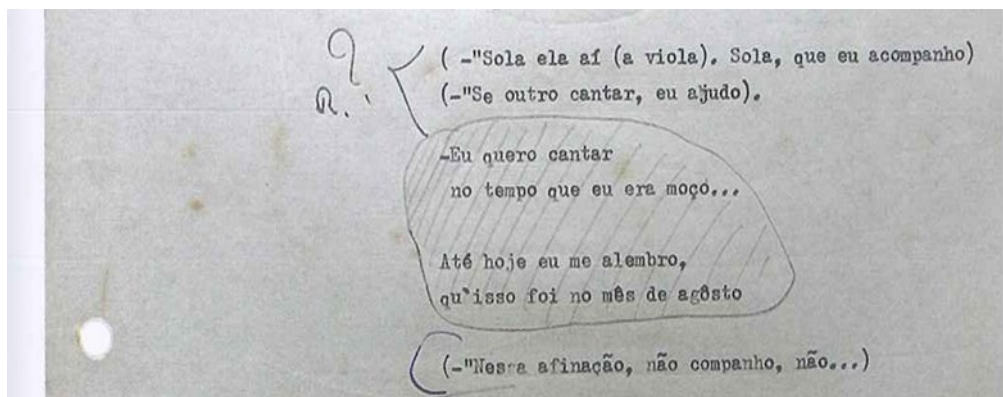 ?
R.:
( -"Sola ela aí (a viola). Sola, que eu acompanho)
(-"Se outro cantar, eu ajudo).
-Eu quero cantar
no tempo que eu era moço...
Até hoje eu me alembro,
qu'isso foi no mês de agôsto
(-"Nessa afinação, não companho, não...)